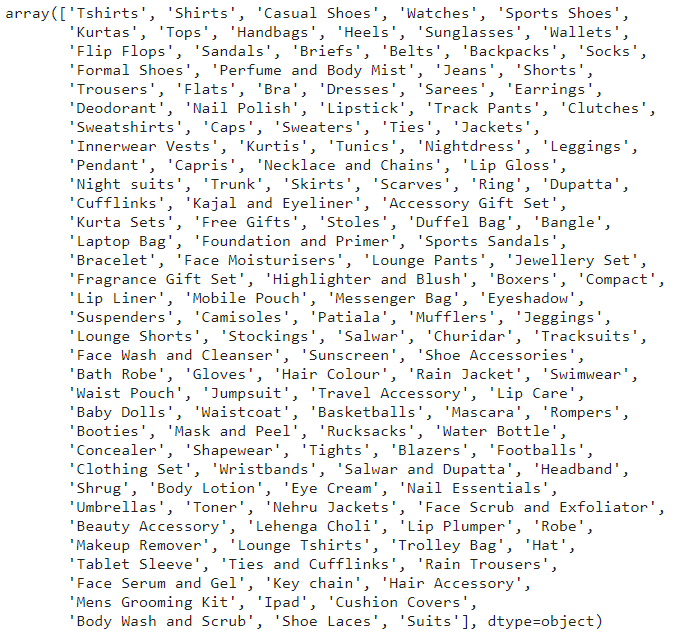 array(['Tshirts', 'Shirts', 'Casual Shoes', 'Watches', 'Sports Shoes',
'Kurtas', 'Tops', 'Handbags', 'Heels', 'Sunglasses', 'Wallets',
'Flip Flops', 'Sandals', 'Briefs', 'Belts', 'Backpacks', 'Socks',
'Formal Shoes', 'Perfume and Body Mist', 'Jeans', 'Shorts',
'Trousers', 'Flats', 'Bra', 'Dresses', 'Sarees', 'Earrings',
'Deodorant', 'Nail Polish', 'Lipstick', 'Track Pants', 'Clutches',
'Sweatshirts', 'Caps', 'Sweaters', 'Ties', 'Jackets',
'Innerwear Vests', 'Kurtis', 'Tunics', 'Nightdress', 'Leggings',
'Pendant', 'Capris', 'Necklace and Chains', 'Lip Gloss',
'Night suits', 'Trunk', 'Skirts', 'Scarves', 'Ring', 'Dupatta',
'Cufflinks', 'Kajal and Eyeliner', 'Accessory Gift Set',
'Kurta Sets', 'Free Gifts', 'Stoles', 'Duffel Bag', 'Bangle',
'Laptop Bag', 'Foundation and Primer', 'Sports Sandals',
'Bracelet', 'Face Moisturisers', 'Lounge Pants', 'Jewellery Set',
'Fragrance Gift Set', 'Highlighter and Blush', 'Boxers', 'Compact',
'Lip Liner', 'Mobile Pouch', 'Messenger Bag', 'Eyeshadow',
'Suspenders', 'Camisoles', 'Patiala', 'Mufflers', 'Jeggings',
'Lounge Shorts', 'Stockings', 'Salwar', 'Churidar', 'Tracksuits',
'Face Wash and Cleanser', 'Sunscreen', 'Shoe Accessories',
'Bath Robe', 'Gloves', 'Hair Colour', 'Rain Jacket', 'Swimwear',
'Waist Pouch', 'Jumpsuit', 'Travel Accessory', 'Lip Care',
'Baby Dolls', 'Waistcoat', 'Basketballs', 'Mascara', 'Rompers',
'Booties', 'Mask and Peel', 'Rucksacks', 'Water Bottle',
'Concealer', 'Shapewear', 'Tights', 'Blazers', 'Footballs',
'Clothing Set', 'Wristbands', 'Salwar and Dupatta', 'Headband',
'Shrug', 'Body Lotion', 'Eye Cream', 'Nail Essentials',
'Umbrellas', 'Toner', 'Nehru Jackets', 'Face Scrub and Exfoliator',
'Beauty Accessory', 'Lehenga Choli', 'Lip Plumper', 'Robe',
'Makeup Remover', 'Lounge Tshirts', 'Trolley Bag', 'Hat',
'Tablet Sleeve', 'Ties and Cufflinks', 'Rain Trousers',
'Face Serum and Gel', 'Key chain', 'Hair Accessory',
'Mens Grooming Kit', 'Ipad', 'Cushion Covers',
'Body Wash and Scrub', 'Shoe Laces', 'Suits'], dtype=object)